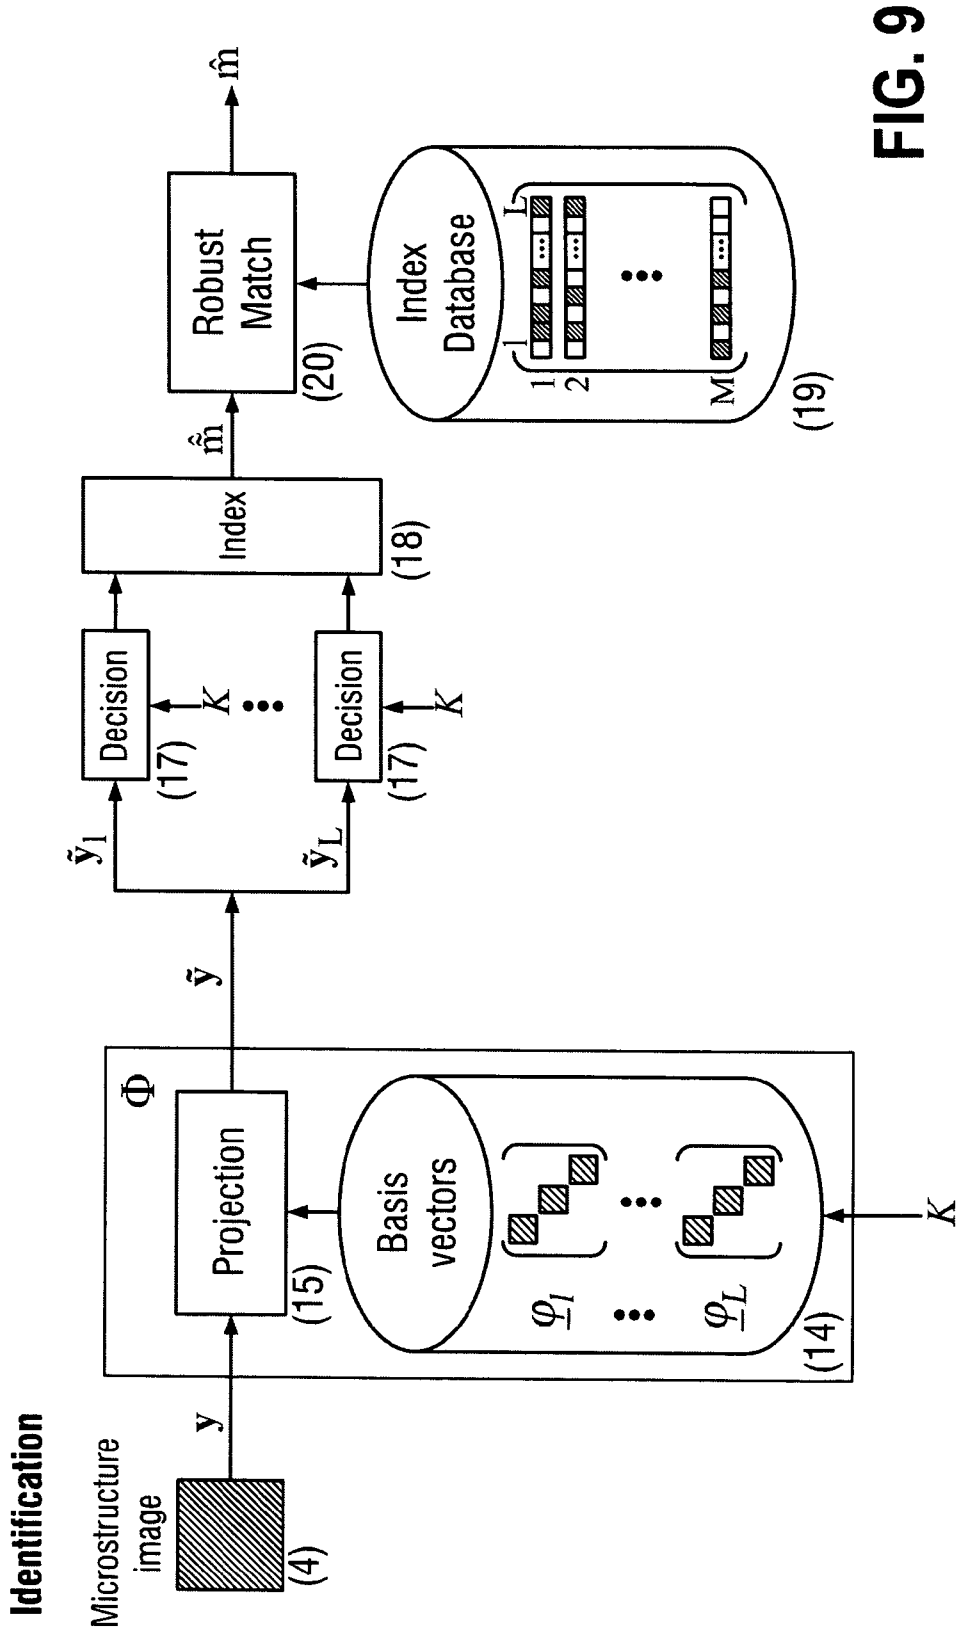 Identification
Microstructure
image
(4)
y
Φ
Projection
(15)
Basis
vectors
φ1
φL
(14)
K
ỹ
ỹ1
ỹL
Decision
(17)
K
Decision
(17)
K
Index
(18)
m̃̂
Robust
Match
(20)
m̂
Index
Database
1 L
1
2
M
(19)
FIG. 9